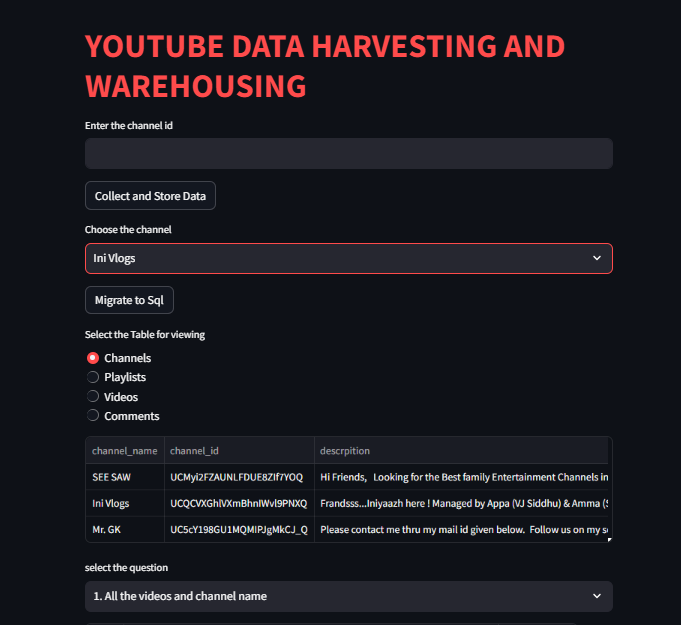 YOUTUBE DATA HARVESTING AND
WAREHOUSING
Enter the channel id
Collect and Store Data
Choose the channel
Ini Vlogs
Migrate to Sql
Select the Table for viewing
Channels
Playlists
Videos
Comments
channel_name channel_id descrpition
SEE SAW UCMyi2FZAUNLFDUE8ZIf7YOQ Hi Friends, Looking for the Best family Entertainment Channels in
Ini Vlogs UCQCVXGhlVXmBhnIWvl9PNXQ Frandsss...Iniyaazh here ! Managed by Appa (VJ Siddhu) & Amma (S
Mr. GK UC5cY198GU1MQMIPJgMkCJ_Q Please contact me thru my mail id given below. Follow us on my s
select the question
1. All the videos and channel name